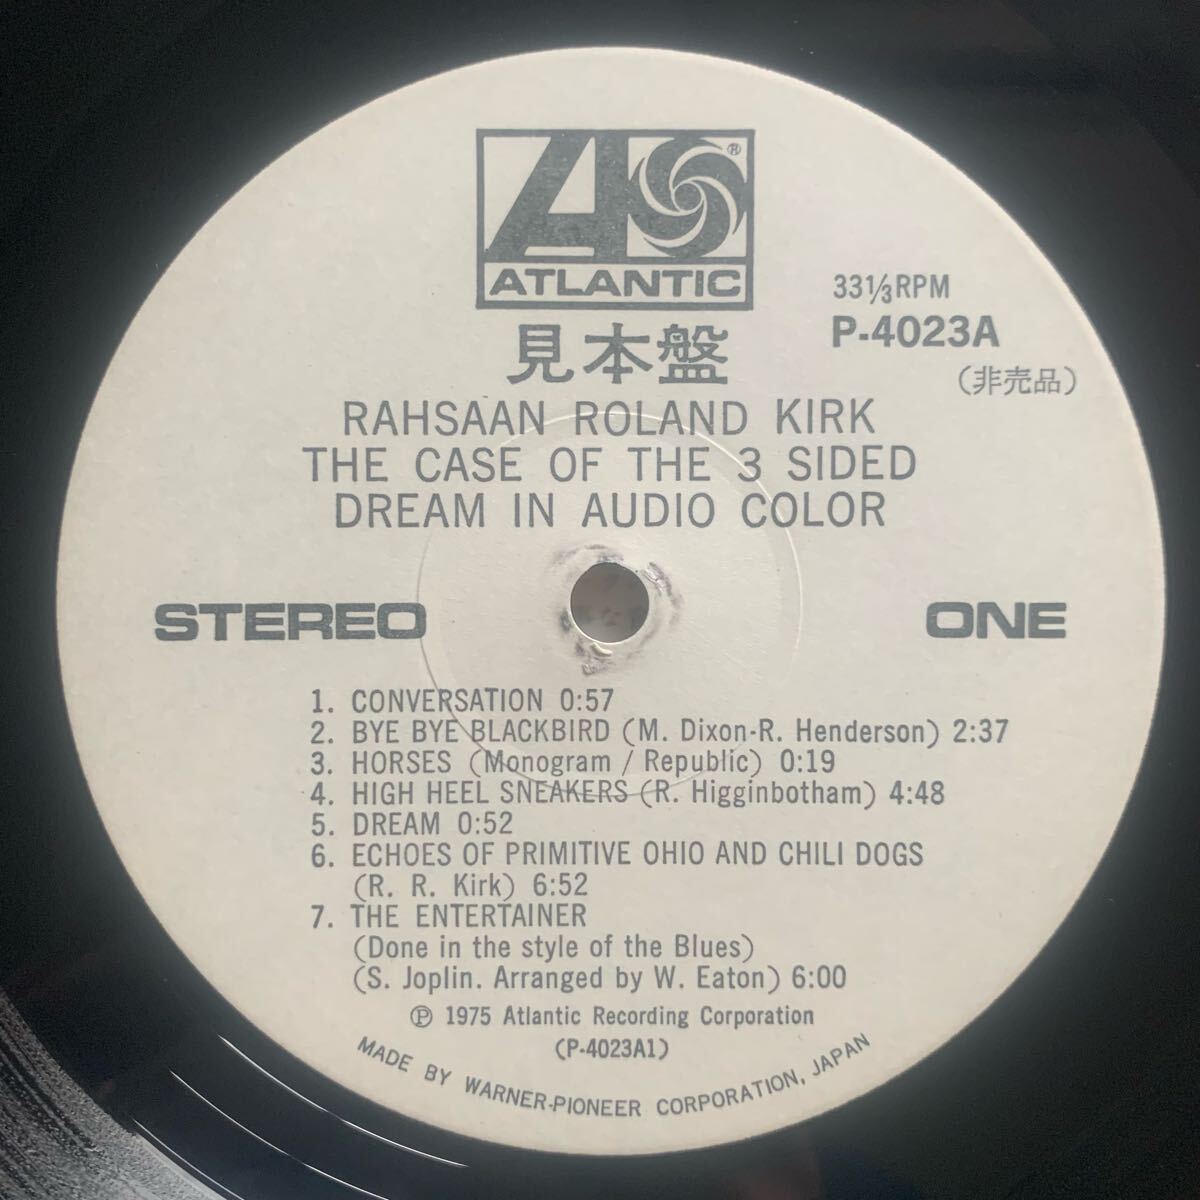 ®
ATLANTIC
33⅓RPM
P-4023A
見本盤
(非売品)
RAHSAAN ROLAND KIRK
THE CASE OF THE 3 SIDED
DREAM IN AUDIO COLOR
STEREO
ONE
1. CONVERSATION 0:57
2. BYE BYE BLACKBIRD (M. Dixon-R. Henderson) 2:37
3. HORSES (Monogram / Republic) 0:19
4. HIGH HEEL SNEAKERS (R. Higginbotham) 4:48
5. DREAM 0:52
6. ECHOES OF PRIMITIVE OHIO AND CHILI DOGS
(R. R. Kirk) 6:52
7. THE ENTERTAINER
(Done in the style of the Blues)
(S. Joplin. Arranged by W. Eaton) 6:00
℗ 1975 Atlantic Recording Corporation
(P-4023A1)
MADE BY WARNER-PIONEER CORPORATION, JAPAN